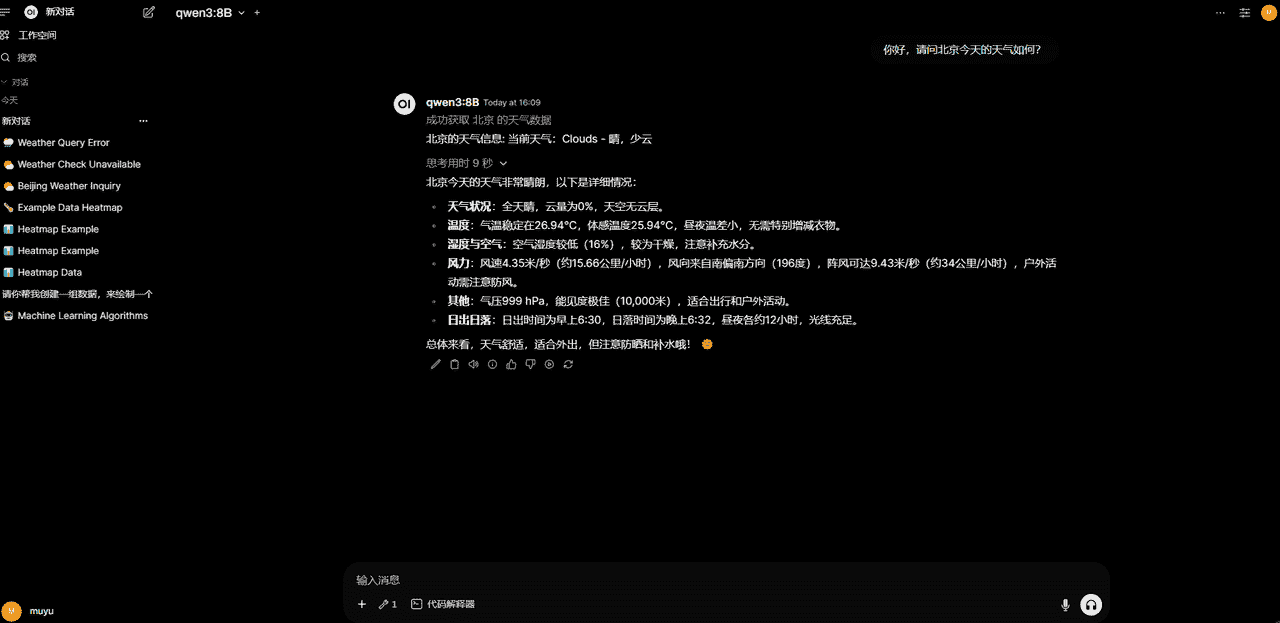 OI 新对话
qwen3:8B
工作空间
搜索
对话
今天
新对话
Weather Query Error
Weather Check Unavailable
Beijing Weather Inquiry
Example Data Heatmap
Heatmap Example
Heatmap Example
Heatmap Data
请你帮我创建一组数据，来绘制一个
Machine Learning Algorithms
muyu
你好，请问北京今天的天气如何？
OI qwen3:8B Today at 16:09
成功获取 北京 的天气数据
北京的天气信息: 当前天气：Clouds - 晴，少云
思考用时 9 秒
北京今天的天气非常晴朗，以下是详细情况：
天气状况：全天晴，云量为0%，天空无云层。
温度：气温稳定在26.94°C，体感温度25.94°C，昼夜温差小，无需特别增减衣物。
湿度与空气：空气湿度较低（16%），较为干燥，注意补充水分。
风力：风速4.35米/秒（约15.66公里/小时），风向来自南偏南方向（196度），阵风可达9.43米/秒（约34公里/小时），户外活
动需注意防风。
其他：气压999 hPa，能见度极佳（10,000米），适合出行和户外活动。
日出日落：日出时间为早上6:30，日落时间为晚上6:32，昼夜各约12小时，光线充足。
总体来看，天气舒适，适合外出，但注意防晒和补水哦！
输入消息
1 代码解释器